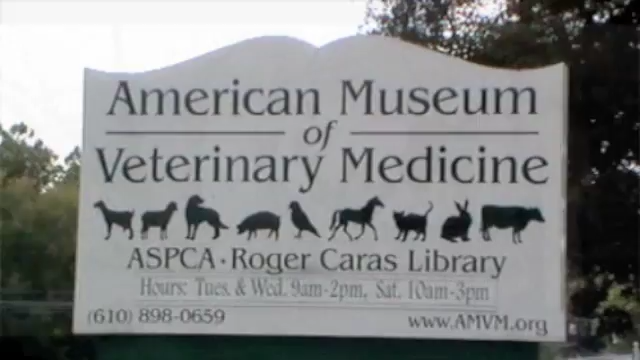 American Museum
of
Veterinary Medicine
ASPCA • Roger Caras Library
Hours: Tues. & Wed. 9am-2pm, Sat. 10am-3pm
(610) 898-0659 www.AMVM.org